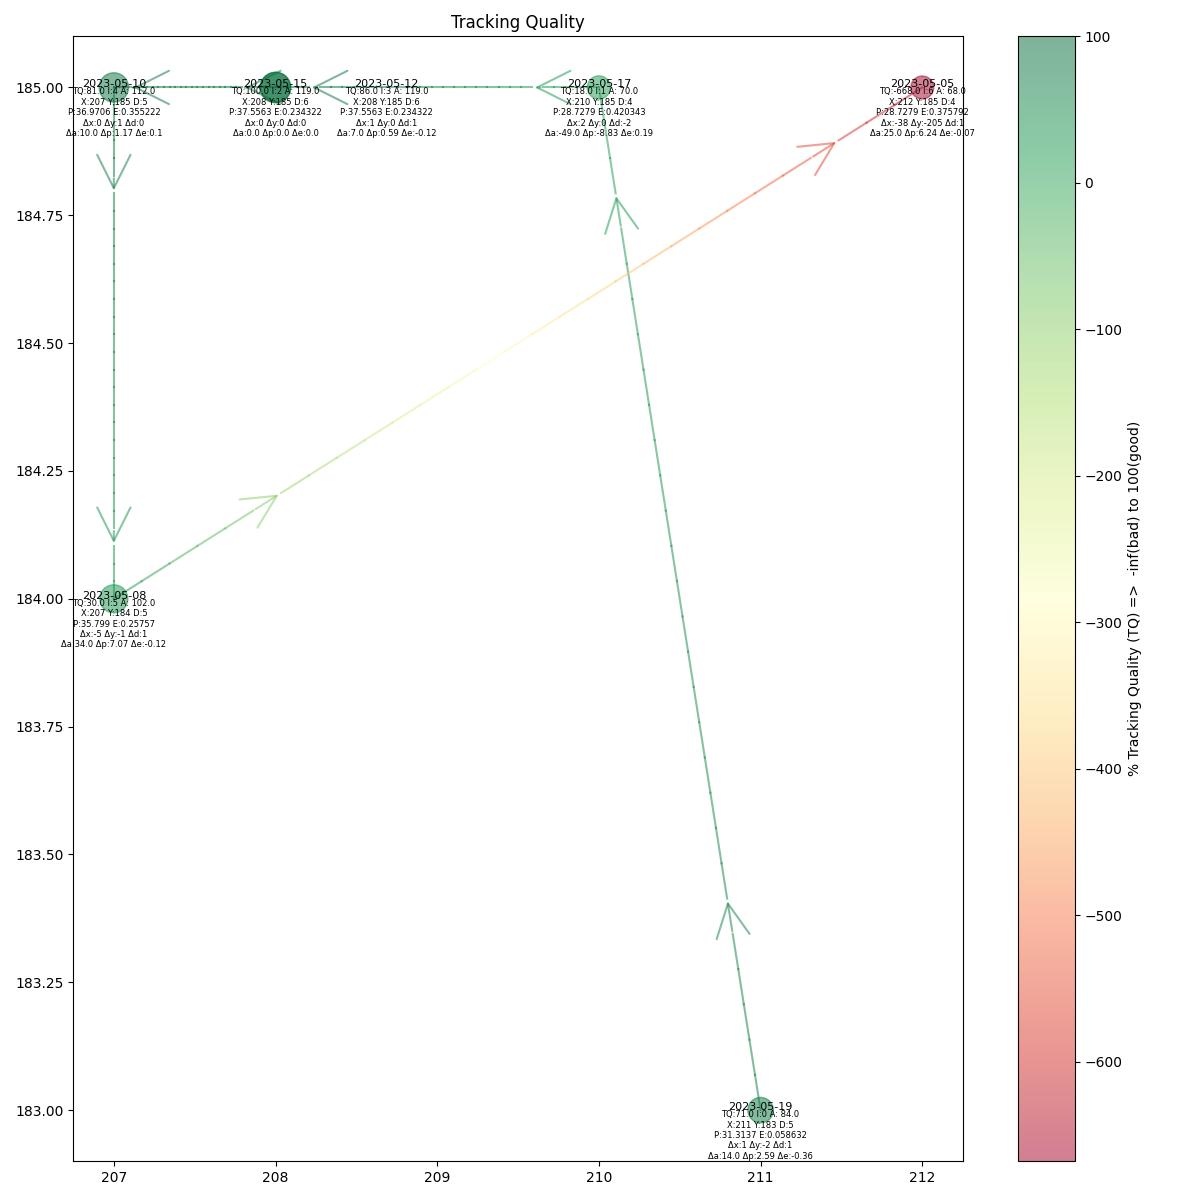 Tracking Quality
2023-05-10
TQ:81.0 I:4 A: 112.0
X:207 Y:185 D:5
P:36.9706 E:0.355222
Δx:0 Δy:1 Δd:0
Δa:10.0 Δp:1.17 Δe:0.1
2023-05-15
TQ:100.0 I:2 A: 119.0
X:208 Y:185 D:6
P:37.5563 E:0.234322
Δx:0 Δy:0 Δd:0
Δa:0.0 Δp:0.0 Δe:0.0
2023-05-12
TQ:86.0 I:3 A: 119.0
X:208 Y:185 D:6
P:37.5563 E:0.234322
Δx:1 Δy:0 Δd:1
Δa:7.0 Δp:0.59 Δe:-0.12
2023-05-17
TQ:18.0 I:1 A: 70.0
X:210 Y:185 D:4
P:28.7279 E:0.420343
Δx:2 Δy:0 Δd:-2
Δa:-49.0 Δp:-8.83 Δe:0.19
2023-05-05
TQ:-668.0 I:6 A: 68.0
X:212 Y:185 D:4
P:28.7279 E:0.375792
Δx:-38 Δy:-205 Δd:1
Δa:25.0 Δp:6.24 Δe:-0.07
2023-05-08
TQ:30.0 I:5 A: 102.0
X:207 Y:184 D:5
P:35.799 E:0.25757
Δx:-5 Δy:-1 Δd:1
Δa:34.0 Δp:7.07 Δe:-0.12
2023-05-19
TQ:71.0 I:0 A: 84.0
X:211 Y:183 D:5
P:31.3137 E:0.058632
Δx:1 Δy:-2 Δd:1
Δa:14.0 Δp:2.59 Δe:-0.36
185.00
184.75
184.50
184.25
184.00
183.75
183.50
183.25
183.00
207
208
209
210
211
212
100
0
−100
−200
−300
−400
−500
−600
% Tracking Quality (TQ) => -inf(bad) to 100(good)